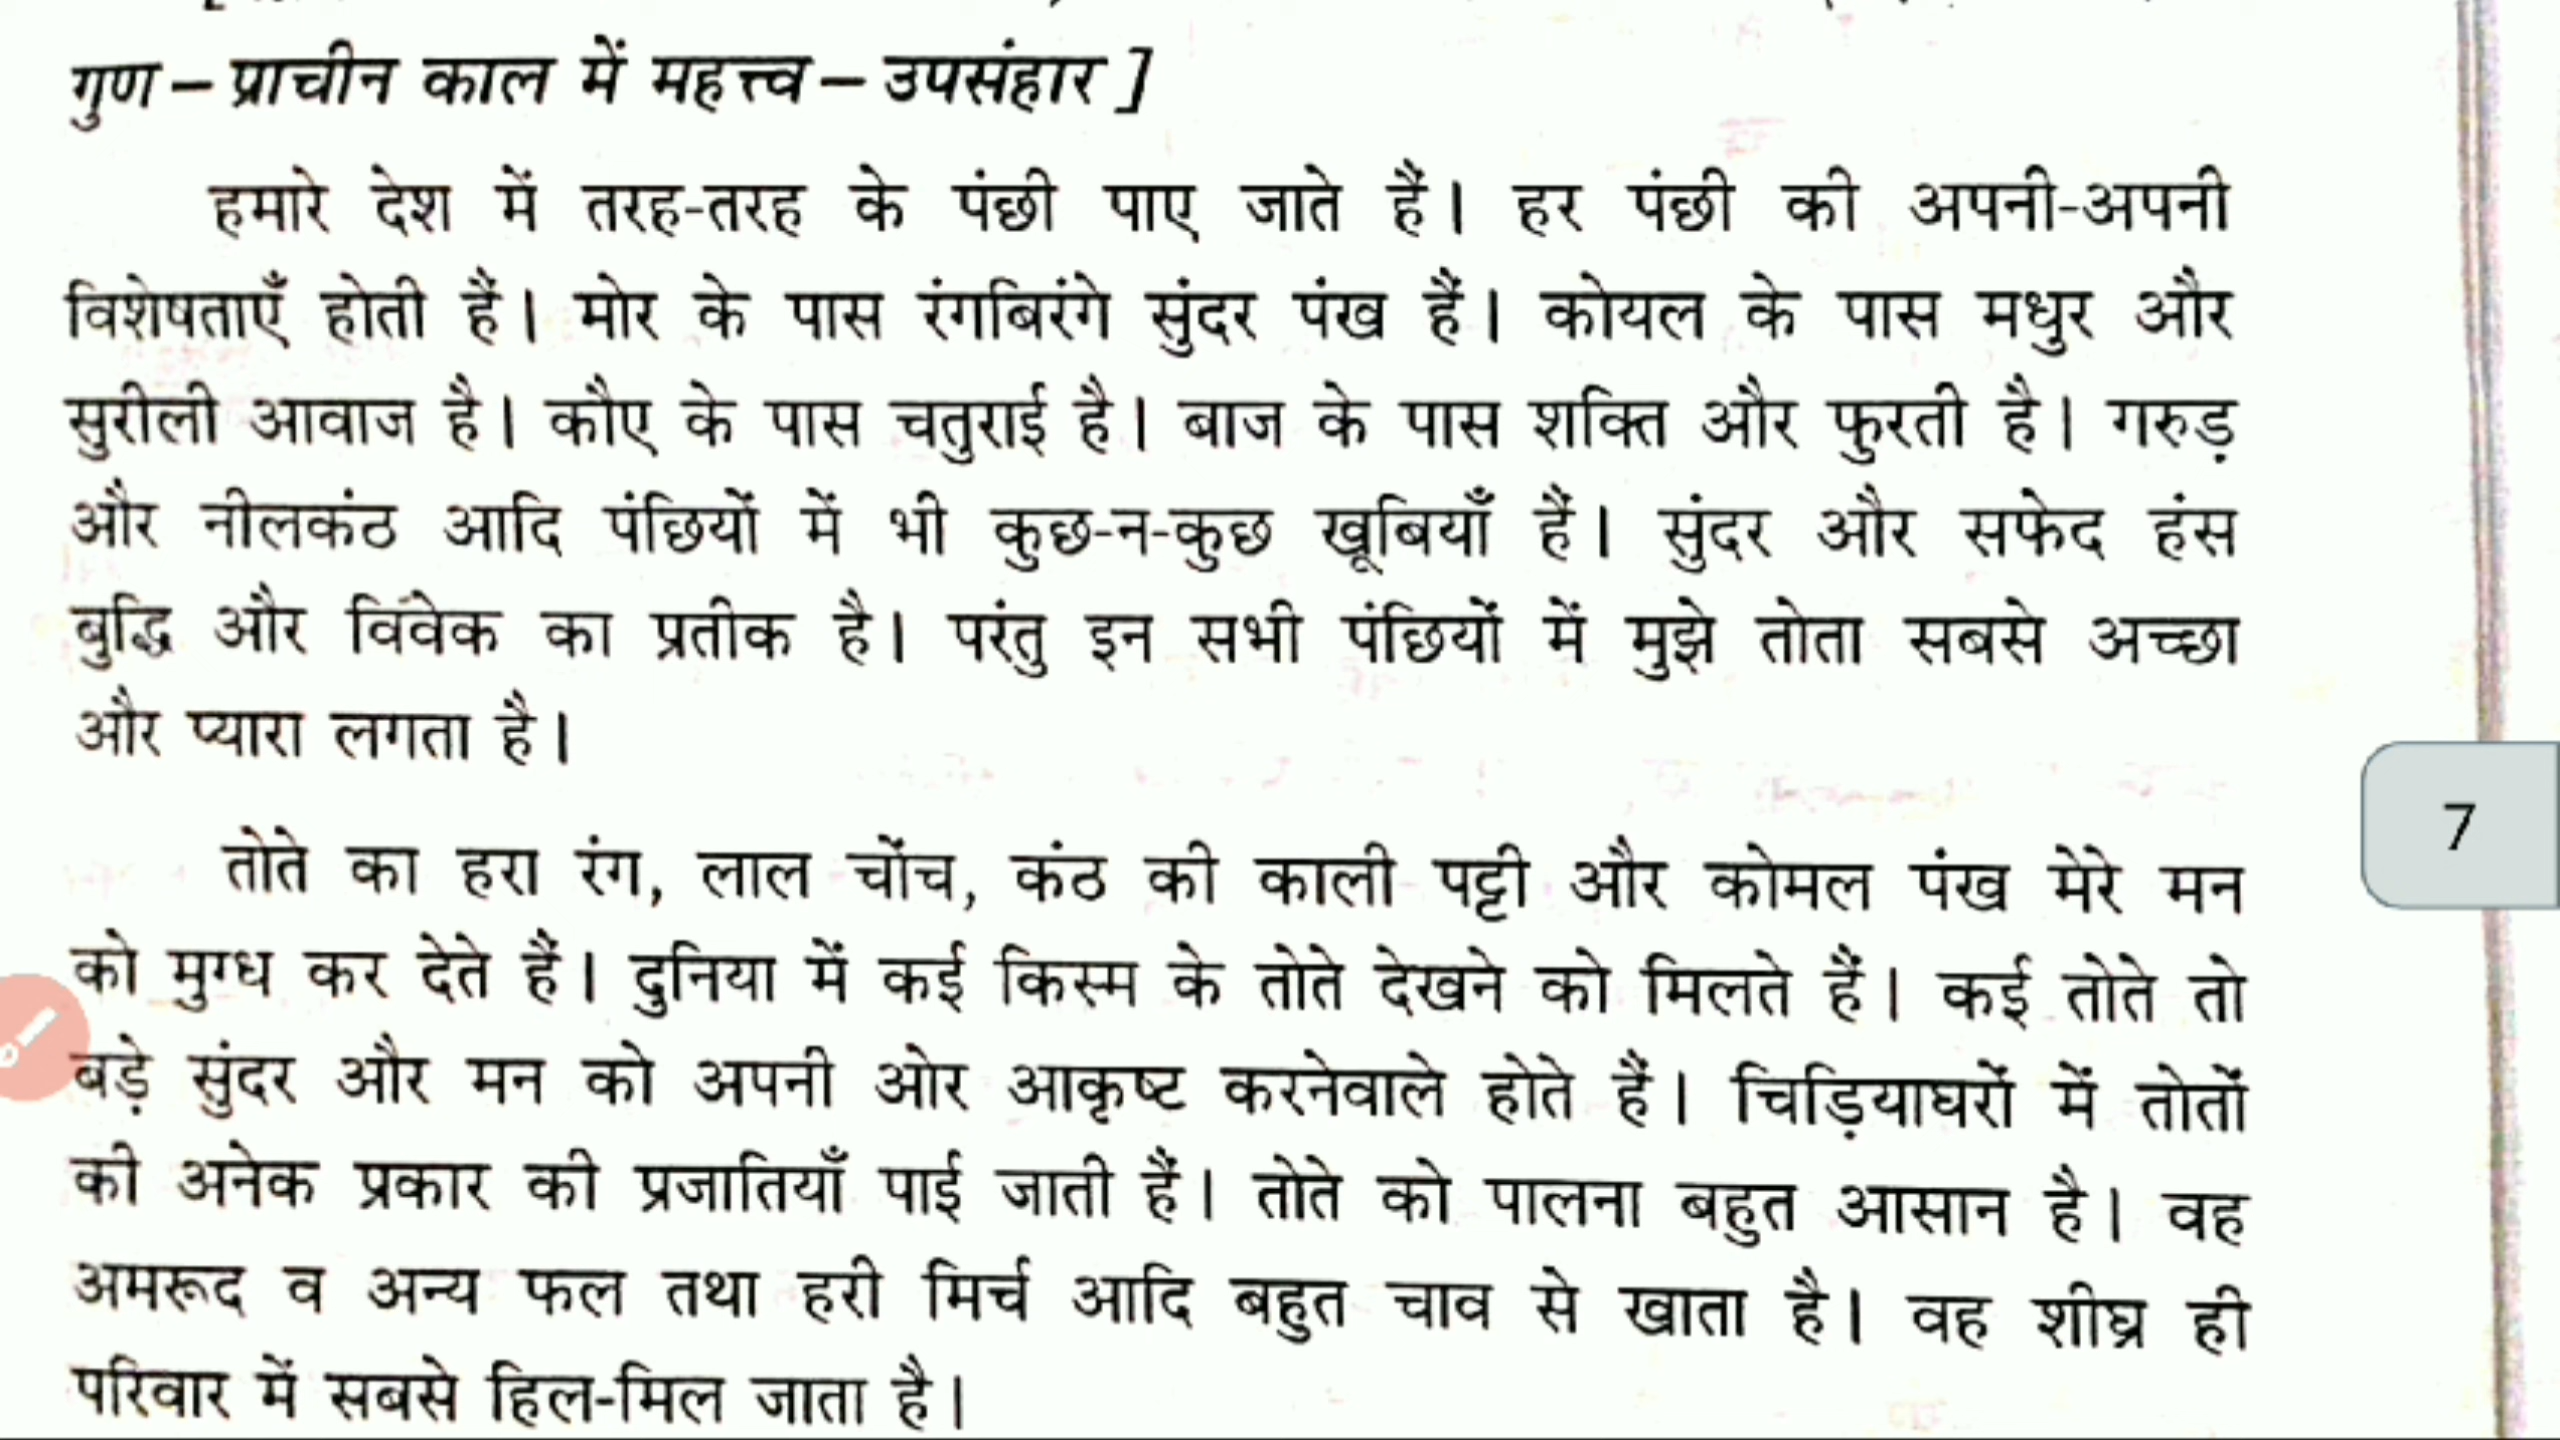 गुण – प्राचीन काल में महत्त्व – उपसंहार ]
हमारे देश में तरह-तरह के पंछी पाए जाते हैं। हर पंछी की अपनी-अपनी
विशेषताएँ होती हैं। मोर के पास रंगबिरंगे सुंदर पंख हैं। कोयल के पास मधुर और
सुरीली आवाज है। कौए के पास चतुराई है। बाज के पास शक्ति और फुरती है। गरुड़
और नीलकंठ आदि पंछियों में भी कुछ-न-कुछ खूबियाँ हैं। सुंदर और सफेद हंस
बुद्धि और विवेक का प्रतीक है। परंतु इन सभी पंछियों में मुझे तोता सबसे अच्छा
और प्यारा लगता है।
तोते का हरा रंग, लाल चोंच, कंठ की काली पट्टी और कोमल पंख मेरे मन
को मुग्ध कर देते हैं। दुनिया में कई किस्म के तोते देखने को मिलते हैं। कई तोते तो
बड़े सुंदर और मन को अपनी ओर आकृष्ट करनेवाले होते हैं। चिड़ियाघरों में तोतों
की अनेक प्रकार की प्रजातियाँ पाई जाती हैं। तोते को पालना बहुत आसान है। वह
अमरूद व अन्य फल तथा हरी मिर्च आदि बहुत चाव से खाता है। वह शीघ्र ही
परिवार में सबसे हिल-मिल जाता है।
7